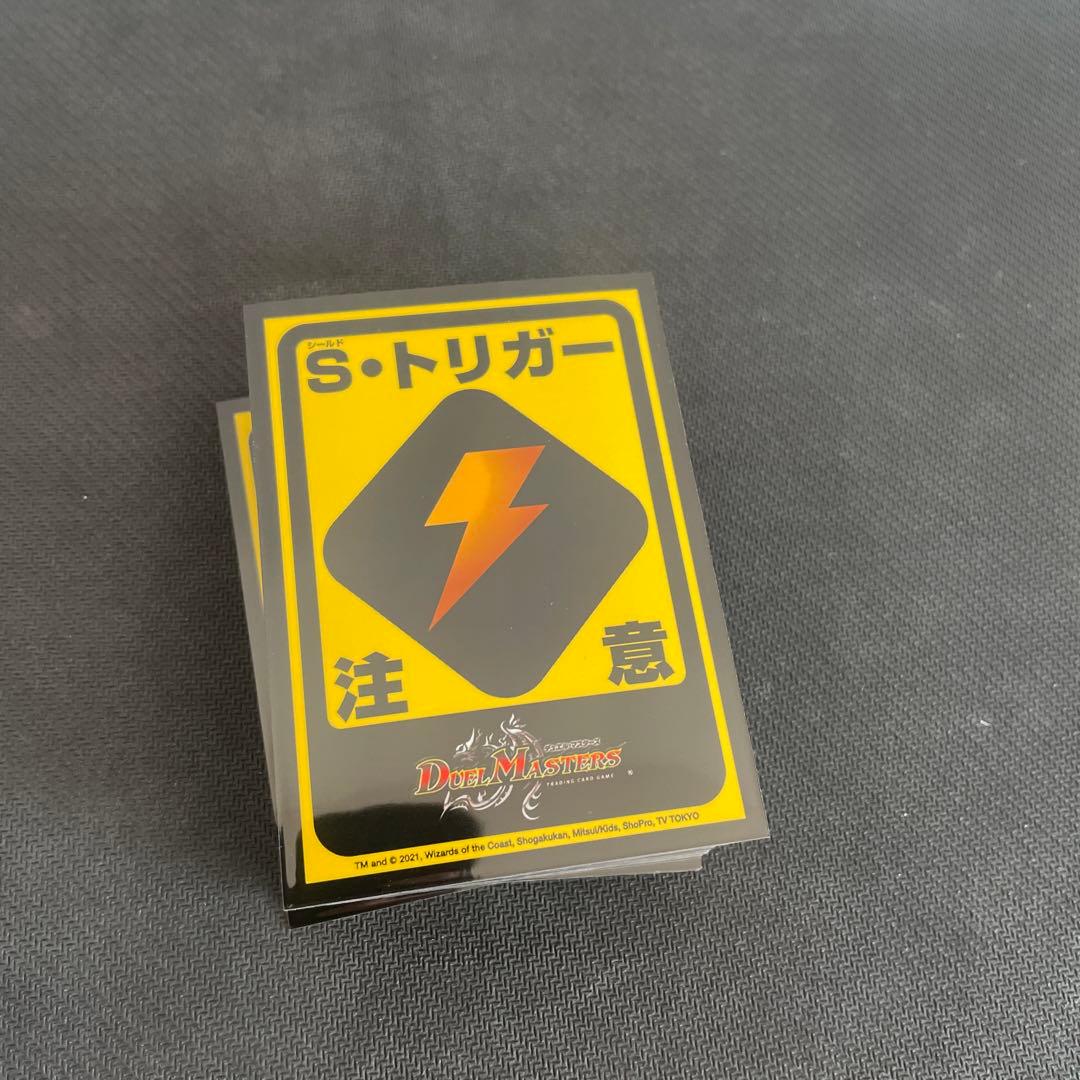 シールド
S・トリガー
注意
デュエル・マスターズ
DUEL MASTERS
TRADING CARD GAME ®
TM and © 2021, Wizards of the Coast, Shogakukan, Mitsui/Kids, ShoPro, TV TOKYO